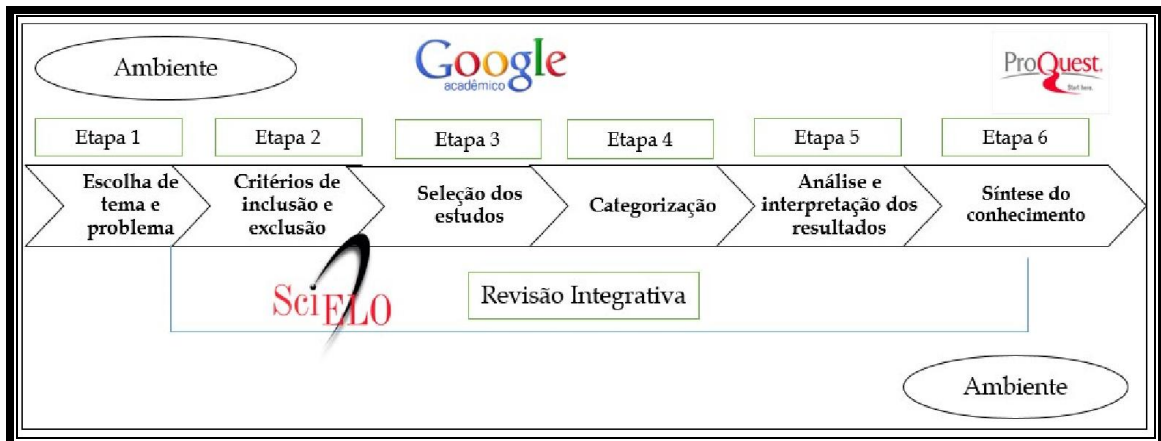 Ambiente
Google
acadêmico
ProQuest.
Start here.
Etapa 1
Etapa 2
Etapa 3
Etapa 4
Etapa 5
Etapa 6
Escolha de
tema e
problema
Critérios de
inclusão e
exclusão
Seleção dos
estudos
Categorização
Análise e
interpretação dos
resultados
Síntese do
conhecimento
SciELO
Revisão Integrativa
Ambiente